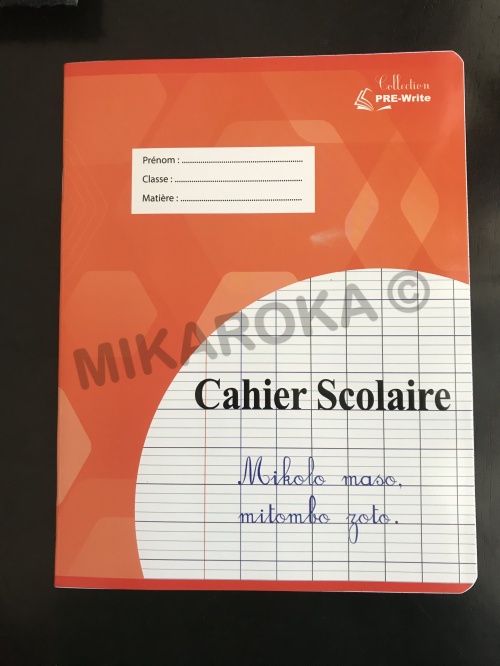 Collection
PRE-Write
Prénom : ............................................
Classe : ..............................................
Matière : ............................................
MIKAROKA ©
Cahier Scolaire
Mikolo maso,
mitombo zoto.